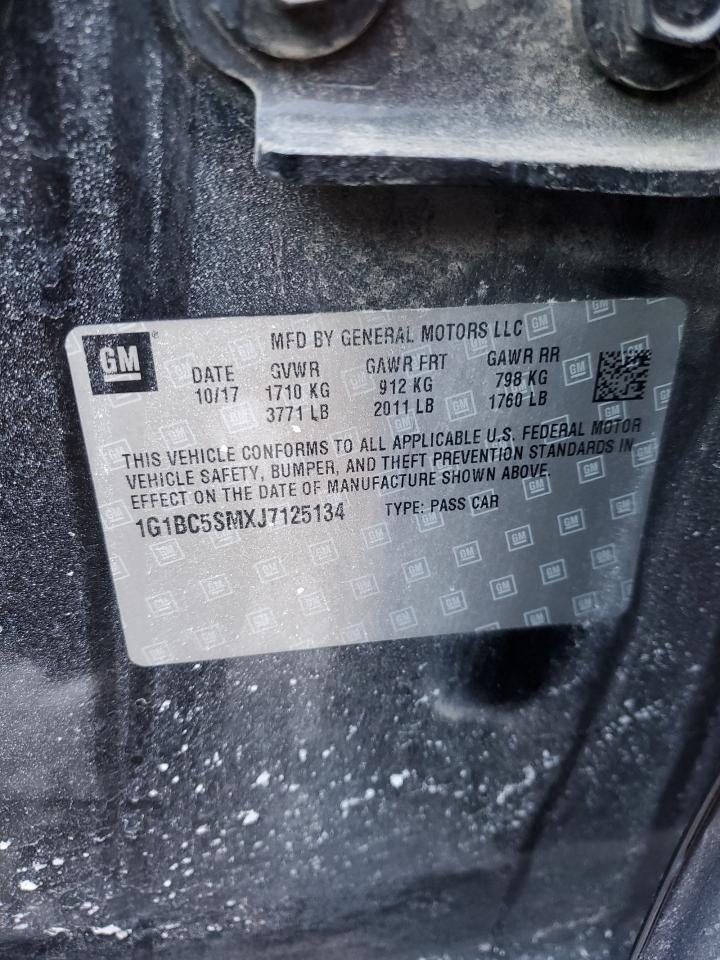 GM
MFD BY GENERAL MOTORS LLC
DATE GVWR GAWR FRT GAWR RR
10/17 1710 KG 912 KG 798 KG
3771 LB 2011 LB 1760 LB
THIS VEHICLE CONFORMS TO ALL APPLICABLE U.S. FEDERAL MOTOR
VEHICLE SAFETY, BUMPER, AND THEFT PREVENTION STANDARDS IN
EFFECT ON THE DATE OF MANUFACTURE SHOWN ABOVE.
1G1BC5SMXJ7125134 TYPE: PASS CAR